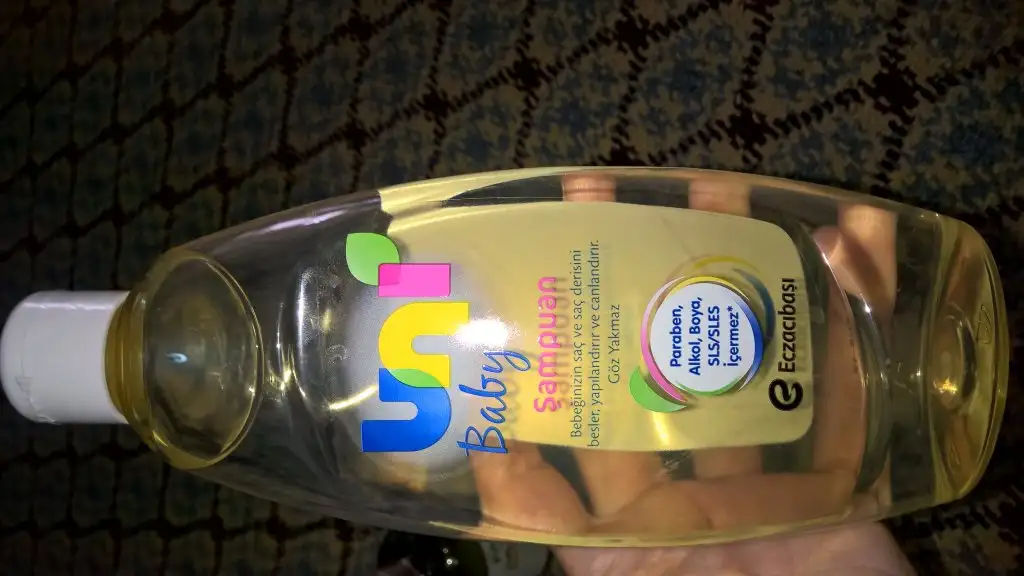 uni
Baby
Şampuan
Bebeğinizin saç ve saç derisini
besler, yapılandırır ve canlandırır.
Göz Yakmaz
Paraben,
Alkol, Boya,
SLS/SLES
içermez*
Eczacıbaşı